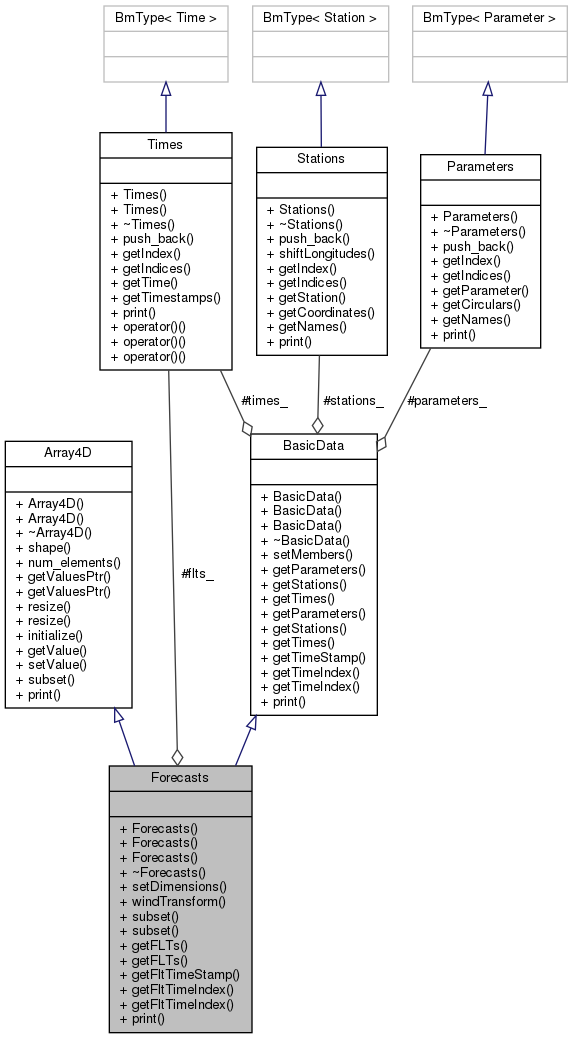 BmType< Time >
BmType< Station >
BmType< Parameter >
Times
+ Times()
+ Times()
+ ~Times()
+ push_back()
+ getIndex()
+ getIndices()
+ getTime()
+ getTimestamps()
+ print()
+ operator()()
+ operator()()
+ operator()()
Stations
+ Stations()
+ ~Stations()
+ push_back()
+ shiftLongitudes()
+ getIndex()
+ getIndices()
+ getStation()
+ getCoordinates()
+ getNames()
+ print()
Parameters
+ Parameters()
+ ~Parameters()
+ push_back()
+ getIndex()
+ getIndices()
+ getParameter()
+ getCirculars()
+ getNames()
+ print()
#times_
#stations_
#parameters_
Array4D
+ Array4D()
+ Array4D()
+ ~Array4D()
+ shape()
+ num_elements()
+ getValuesPtr()
+ getValuesPtr()
+ resize()
+ resize()
+ initialize()
+ getValue()
+ setValue()
+ subset()
+ print()
#flts_
BasicData
+ BasicData()
+ BasicData()
+ BasicData()
+ ~BasicData()
+ setMembers()
+ getParameters()
+ getStations()
+ getTimes()
+ getParameters()
+ getStations()
+ getTimes()
+ getTimeStamp()
+ getTimeIndex()
+ getTimeIndex()
+ print()
Forecasts
+ Forecasts()
+ Forecasts()
+ Forecasts()
+ ~Forecasts()
+ setDimensions()
+ windTransform()
+ subset()
+ subset()
+ getFLTs()
+ getFLTs()
+ getFltTimeStamp()
+ getFltTimeIndex()
+ getFltTimeIndex()
+ print()